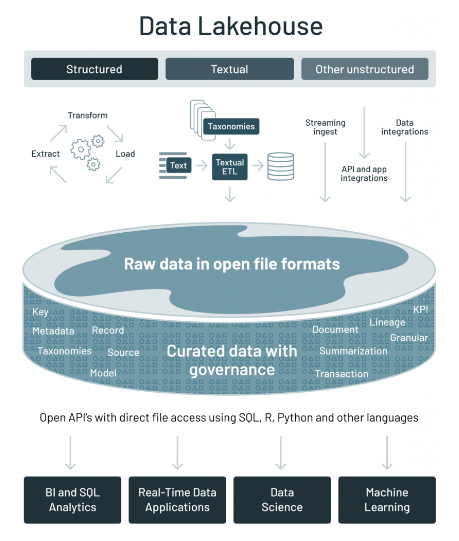 Data Lakehouse
Structured
Textual
Other unstructured
Transform
Extract
Load
Taxonomies
Text
Textual
ETL
Streaming
ingest
API and app
integrations
Data
integrations
Raw data in open file formats
Key
Metadata
Record
Taxonomies
Source
Model
Curated data with
governance
KPI
Lineage
Document
Granular
Summarization
Transaction
Open API's with direct file access using SQL, R, Python and other languages
BI and SQL
Analytics
Real-Time Data
Applications
Data
Science
Machine
Learning